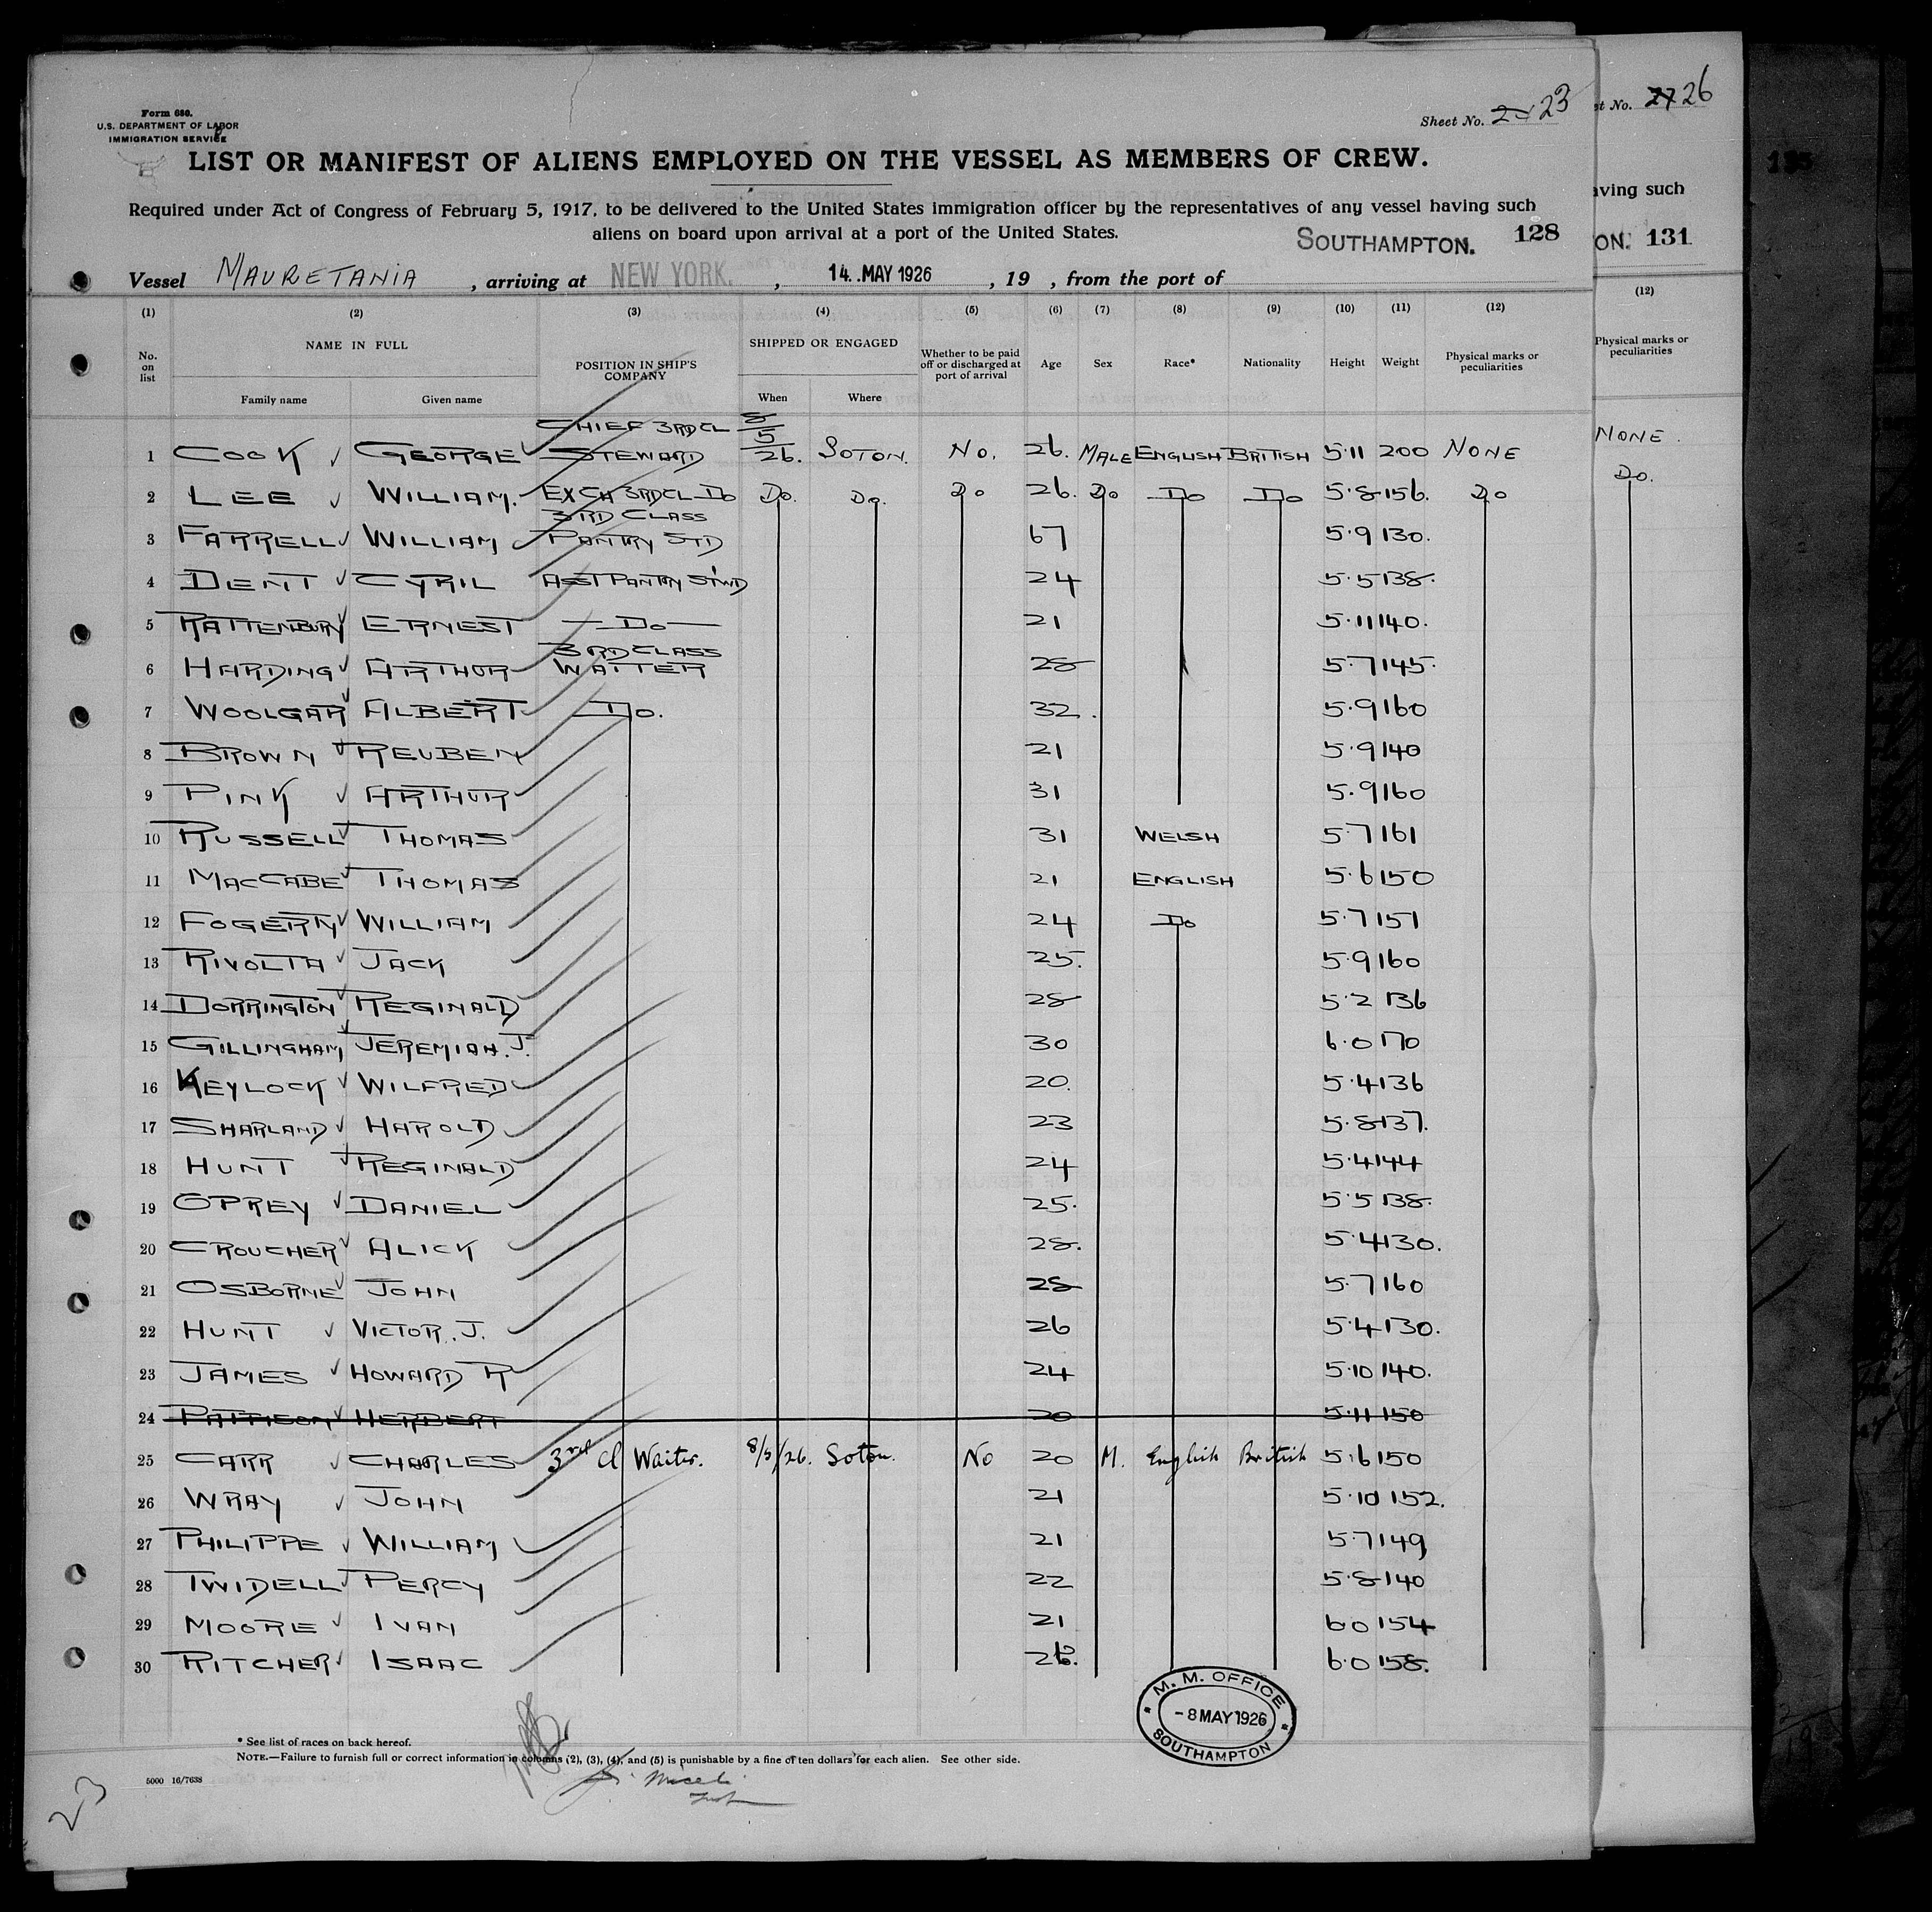 Form 680.
U.S. DEPARTMENT OF LABOR
IMMIGRATION SERVICE
Sheet No. 23
LIST OR MANIFEST OF ALIENS EMPLOYED ON THE VESSEL AS MEMBERS OF CREW.
Required under Act of Congress of February 5, 1917, to be delivered to the United States immigration officer by the representatives of any vessel having such
aliens on board upon arrival at a port of the United States.
SOUTHAMPTON. 128
Vessel MAURETANIA, arriving at NEW YORK., 14. MAY 1926, 19 , from the port of
(1) (2) (3) (4) (5) (6) (7) (8) (9) (10) (11) (12)
No. on list NAME IN FULL POSITION IN SHIP'S COMPANY SHIPPED OR ENGAGED Whether to be paid off or discharged at port of arrival Age Sex Race* Nationality Height Weight Physical marks or peculiarities
Family name Given name When Where
1 COOK GEORGE CHIEF 3RD CL STEWARD 8/5/26. SOTON. NO. 26. MALE ENGLISH BRITISH 5·11 200 NONE
2 LEE WILLIAM. EX CH 3RD CL DO DO. DO. DO 26. DO DO DO 5·8 156. DO
3 FARRELL WILLIAM 3RD CLASS PANTRY STD 67 5·9 130.
4 DENT CYRIL ASST PANTRY STWD 24 5·5 138.
5 RATTENBURY ERNEST DO 21 5·11 140.
6 HARDING ARTHUR 3RD CLASS WAITER 28 5·7 145.
7 WOOLGAR ALBERT DO. 32. 5·9 160
8 BROWN REUBEN 21 5·9 140
9 PINK ARTHUR 31 5·9 160
10 RUSSELL THOMAS 31 WELSH 5·7 161
11 MACCABE THOMAS 21 ENGLISH 5·6 150
12 FOGERTY WILLIAM 24 DO 5·7 151
13 RIVOLTA JACK 25. 5·9 160
14 DORRINGTON REGINALD 28 5·2 136
15 GILLINGHAM JEREMIAH. J. 30 6·0 170
16 KEYLOCK WILFRED 20. 5·4 136
17 SHARLAND HAROLD 23 5·8 137.
18 HUNT REGINALD 24 5·4 144
19 OPREY DANIEL 25. 5·5 138.
20 CROUCHER ALICK 28. 5·4 130.
21 OSBORNE JOHN 28 5·7 160
22 HUNT VICTOR. J. 26 5·4 130.
23 JAMES HOWARD R 24 5·10 140.
24 PATTISON HERBERT 20 5·11 150
25 CARR CHARLES 3rd Cl Waiter. 8/5/26. Soton. No 20 M. English British 5·6 150
26 WRAY JOHN 21 5·10 152.
27 PHILIPPE WILLIAM 21 5·7 149
28 TWIDELL PERCY 22 5·8 140
29 MOORE IVAN 21 6·0 154
30 RITCHER ISAAC 26. 6·0 158.
M. M. OFFICE
-8 MAY 1926
SOUTHAMPTON
* See list of races on back hereof.
NOTE.—Failure to furnish full or correct information in columns (2), (3), (4), and (5) is punishable by a fine of ten dollars for each alien. See other side.
5000 16/7638
23
et No. 27 26
aving such
ON. 131
(12)
Physical marks or
peculiarities
NONE.
DO.